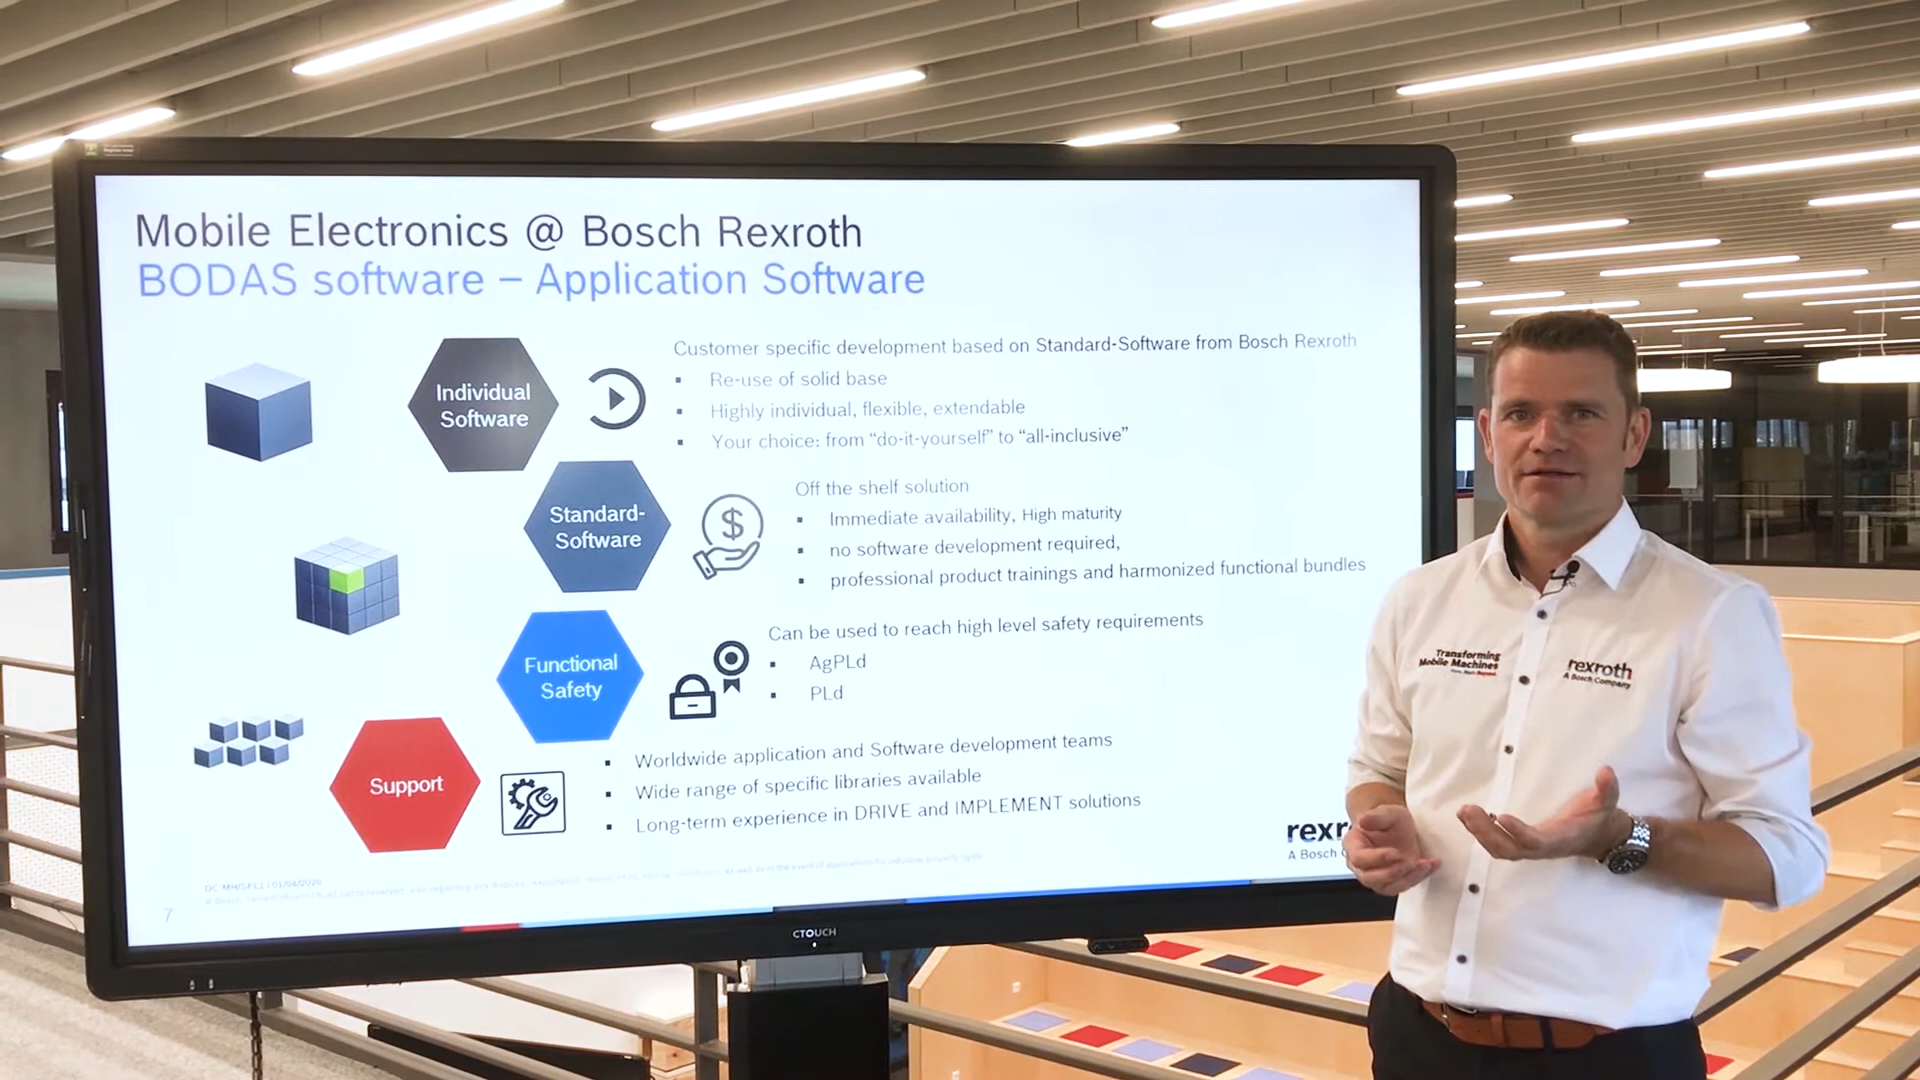 Mobile Electronics @ Bosch Rexroth
BODAS software – Application Software
Individual
Software
Customer specific development based on Standard-Software from Bosch Rexroth
▪ Re-use of solid base
▪ Highly individual, flexible, extendable
▪ Your choice: from “do-it-yourself” to “all-inclusive”
Standard-
Software
$
Off the shelf solution
▪ Immediate availability, High maturity
▪ no software development required,
▪ professional product trainings and harmonized functional bundles
Functional
Safety
Can be used to reach high level safety requirements
▪ AgPLd
▪ PLd
Support
▪ Worldwide application and Software development teams
▪ Wide range of specific libraries available
▪ Long-term experience in DRIVE and IMPLEMENT solutions
rexr
A Bosch
7
CTOUCH
Transforming
Mobile Machines
rexroth
A Bosch Company